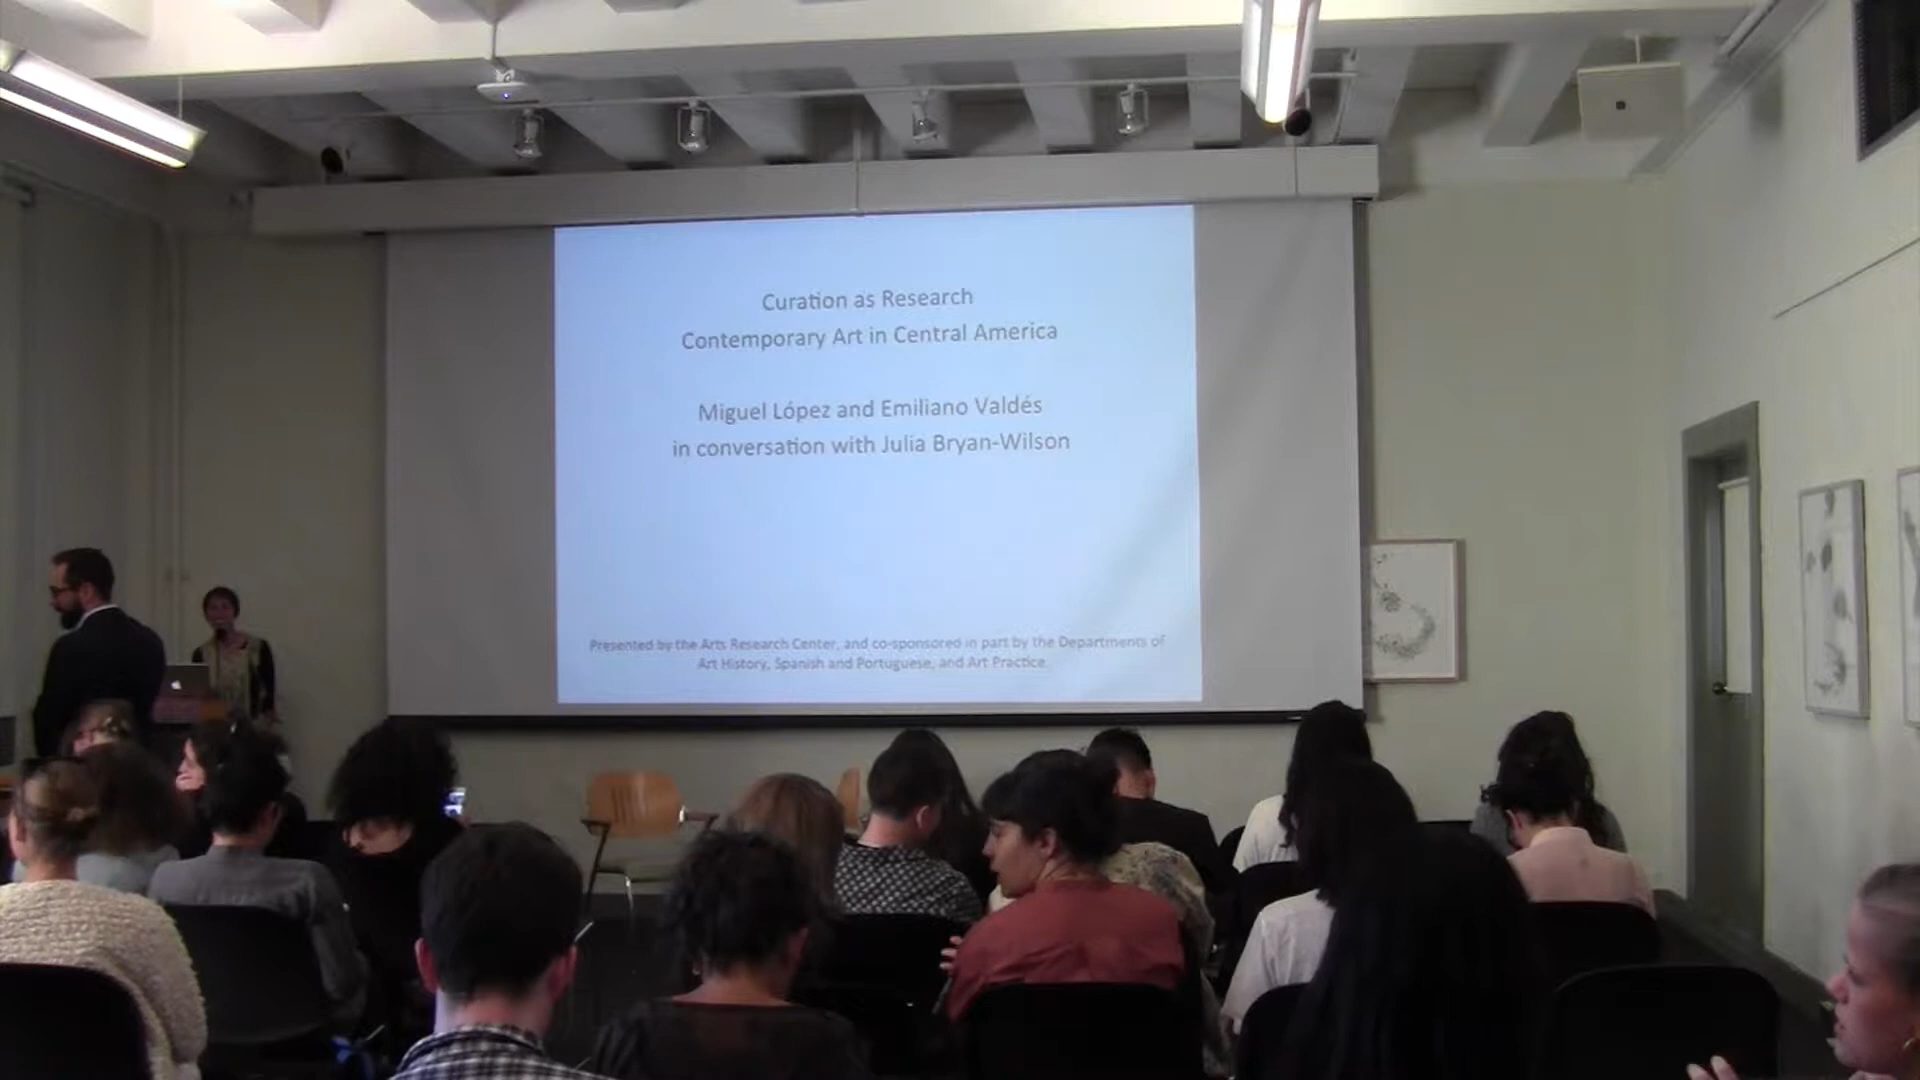 Curation as Research
Contemporary Art in Central America
Miguel López and Emiliano Valdés
in conversation with Julia Bryan-Wilson
Presented by the Arts Research Center, and co-sponsored in part by the Departments of
Art History, Spanish and Portuguese, and Art Practice.